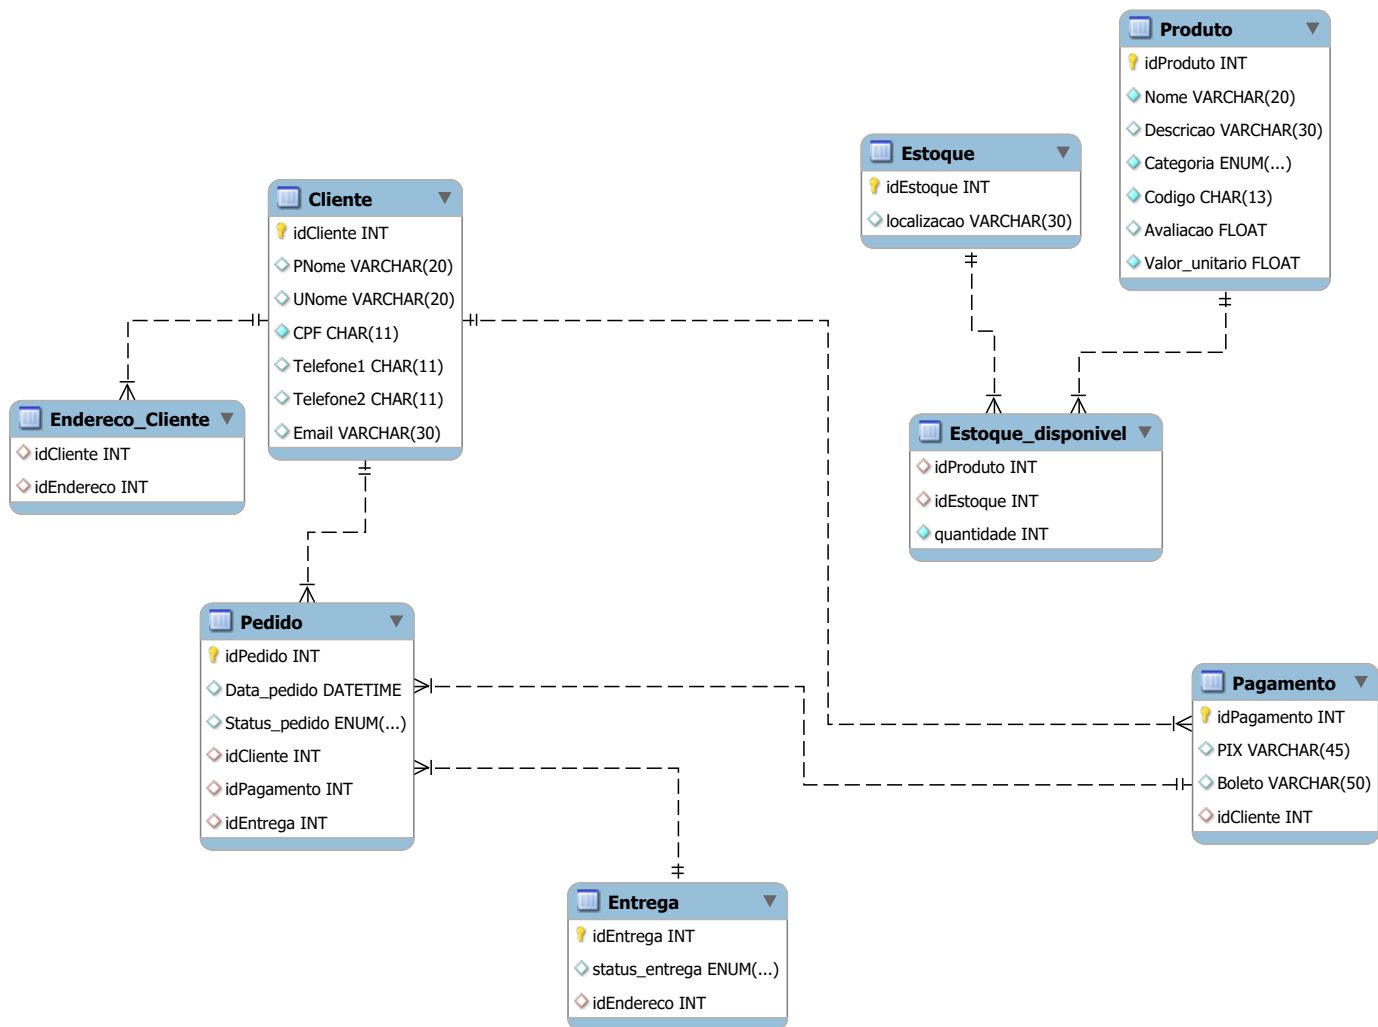 Produto
idProduto INT
Nome VARCHAR(20)
Descricao VARCHAR(30)
Categoria ENUM(...)
Codigo CHAR(13)
Avaliacao FLOAT
Valor_unitario FLOAT
Estoque
idEstoque INT
localizacao VARCHAR(30)
Cliente
idCliente INT
PNome VARCHAR(20)
UNome VARCHAR(20)
CPF CHAR(11)
Telefone1 CHAR(11)
Telefone2 CHAR(11)
Email VARCHAR(30)
Endereco_Cliente
idCliente INT
idEndereco INT
Estoque_disponivel
idProduto INT
idEstoque INT
quantidade INT
Pedido
idPedido INT
Data_pedido DATETIME
Status_pedido ENUM(...)
idCliente INT
idPagamento INT
idEntrega INT
Pagamento
idPagamento INT
PIX VARCHAR(45)
Boleto VARCHAR(50)
idCliente INT
Entrega
idEntrega INT
status_entrega ENUM(...)
idEndereco INT